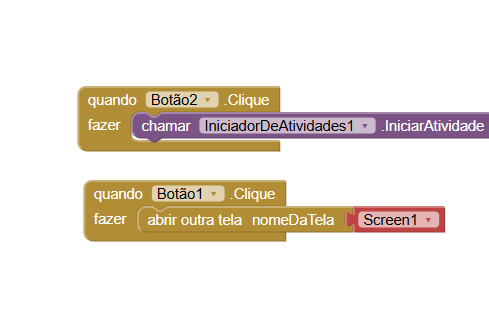 quando Botão2 .Clique
fazer chamar IniciadorDeAtividades1 .IniciarAtividade
quando Botão1 .Clique
fazer abrir outra tela nomeDaTela Screen1